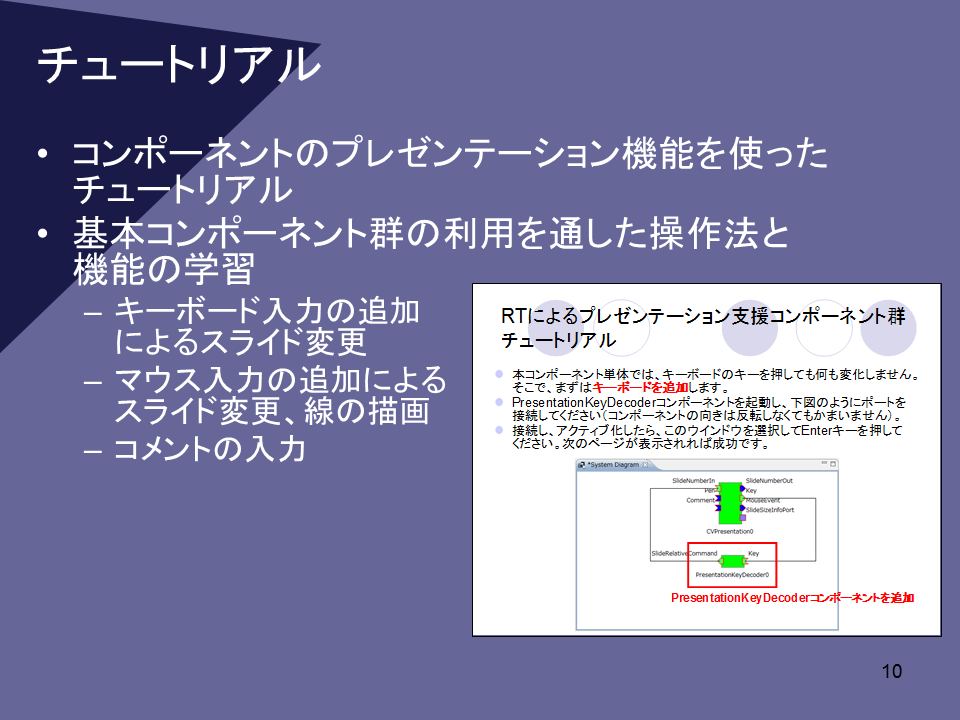 チュートリアル
• コンポーネントのプレゼンテーション機能を使った
チュートリアル
• 基本コンポーネント群の利用を通した操作法と
機能の学習
– キーボード入力の追加
によるスライド変更
– マウス入力の追加による
スライド変更、線の描画
– コメントの入力
RTによるプレゼンテーション支援コンポーネント群
チュートリアル
本コンポーネント単体では、キーボードのキーを押しても何も変化しません。
そこで、まずはキーボードを追加します。
PresentationKeyDecoderコンポーネントを起動し、下図のようにポートを
接続してください(コンポーネントの向きは反転しなくてもかまいません)。
接続し、アクティブ化したら、このウインドウを選択してEnterキーを押して
ください。次のページが表示されれば成功です。
*System Diagram
SlideNumberIn
SlideNumberOut
Pen
Key
Comment
MouseEvent
SlideSizeInfoPort
CVPresentation0
SlideRelativeCommand
Key
PresentationKeyDecoder0
PresentationKeyDecoderコンポーネントを追加
10